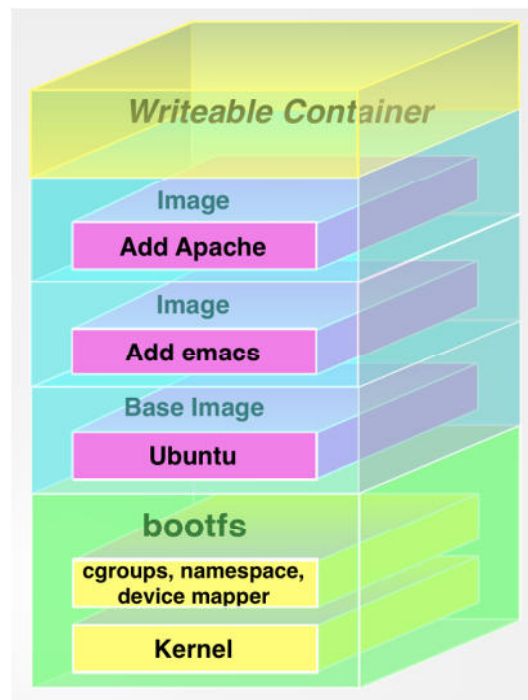 Writeable Container
Image
Add Apache
Image
Add emacs
Base Image
Ubuntu
bootfs
cgroups, namespace,
device mapper
Kernel